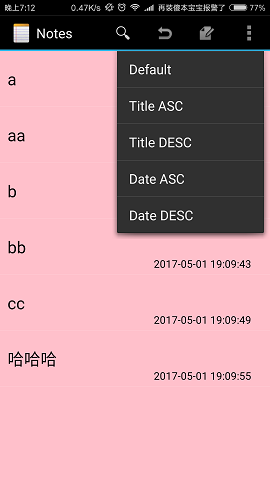 晚上7:12 0.47K/s 再装傻本宝宝报警了 77%
Notes
Default
Title ASC
Title DESC
Date ASC
Date DESC
a
aa
b
bb
2017-05-01 19:09:43
cc
2017-05-01 19:09:49
哈哈哈
2017-05-01 19:09:55